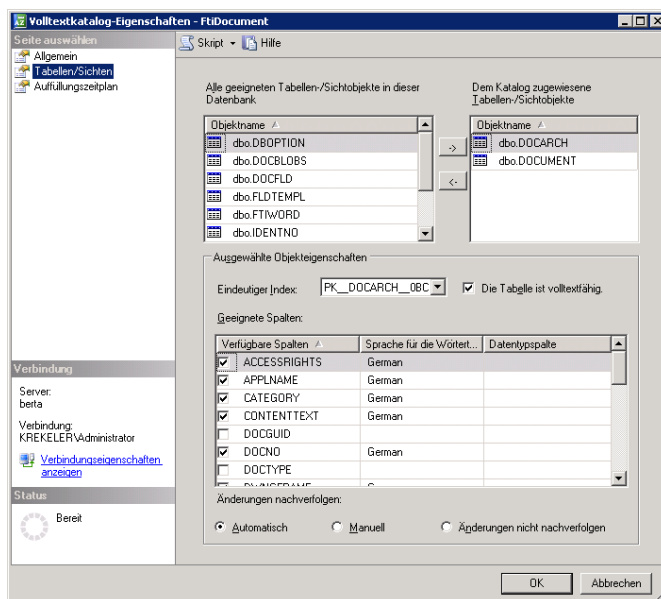 Volltextkatalog-Eigenschaften - FtiDocument
Seite auswählen
Allgemein
Tabellen/Sichten
Auffüllungszeitplan
Skript
Hilfe
Alle geeigneten Tabellen-/Sichtobjekte in dieser
Datenbank
Objektname
dbo.DBOPTION
dbo.DOCBLOBS
dbo.DOCFLD
dbo.FLDTEMPL
dbo.FTIWORD
dbo.IDENTNO
->
<-
Dem Katalog zugewiesene
Tabellen-/Sichtobjekte
Objektname
dbo.DOCARCH
dbo.DOCUMENT
Ausgewählte Objekteigenschaften
Eindeutiger Index: PK__DOCARCH__0BC
Die Tabelle ist volltextfähig.
Geeignete Spalten:
Verfügbare Spalten Sprache für die Wörtert... Datentypspalte
ACCESSRIGHTS German
APPLNAME German
CATEGORY German
CONTENTTEXT German
DOCGUID
DOCNO German
DOCTYPE
Änderungen nachverfolgen:
Automatisch Manuell Änderungen nicht nachverfolgen
Verbindung
Server:
berta
Verbindung:
KREKELER\Administrator
Verbindungseigenschaften
anzeigen
Status
Bereit
OK Abbrechen